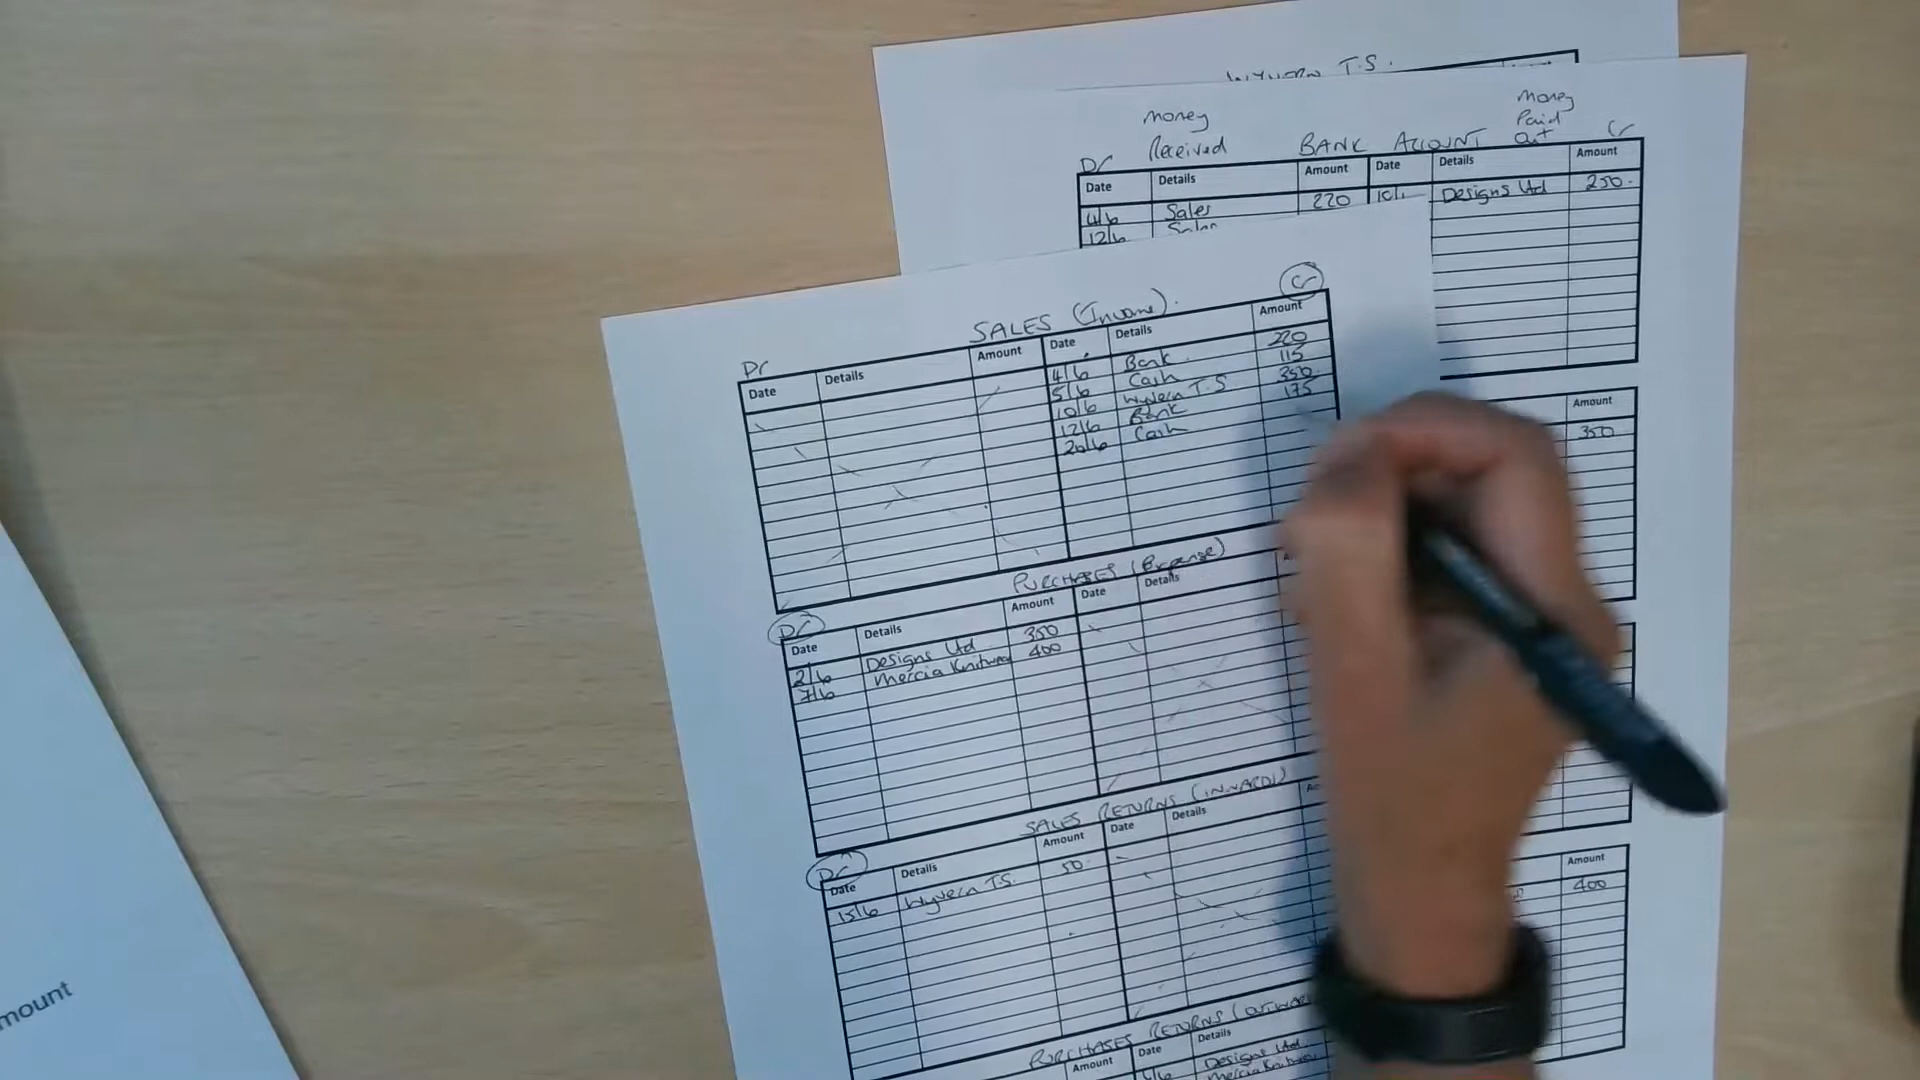 WYVERN T.S.
Money Received
Money Paid Out
Dr BANK ACCOUNT Cr
Date Details Amount Date Details Amount
4/6 Sales 220 Designs Ltd 250
12/6 Sales
Amount
350
Amount
400
SALES (Income)
Dr Cr
Date Details Amount Date Details Amount
4/6 Bank 220
5/6 Cash 115
10/6 Wyvern T.S 350
12/6 Bank 175
20/6 Cash
PURCHASES (Expense)
Dr
Date Details Amount Date Details
2/6 Designs Ltd 350
7/6 Mercia Knitwear 400
SALES RETURNS (INWARDS)
Dr
Date Details Amount Date Details
15/6 Wyvern T.S. 50
PURCHASES RETURNS
Amount Date Details
Designs Ltd
Mercia Knitwear
mount